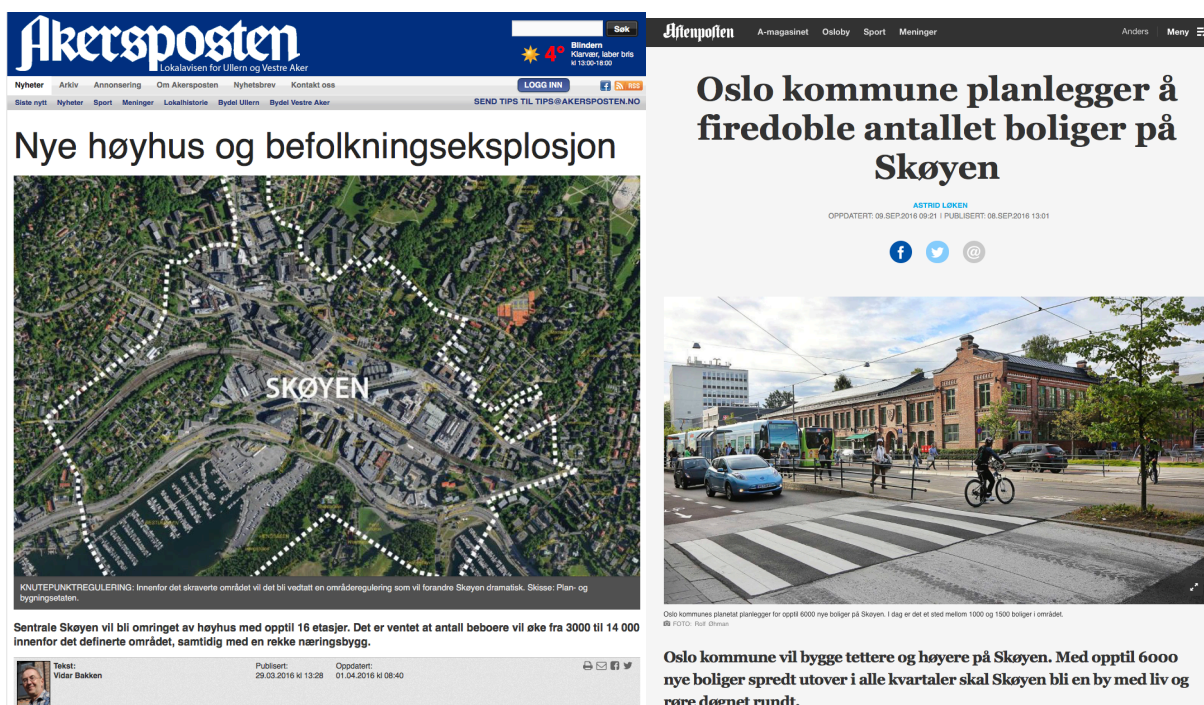 Akersposten
Lokalavisen for Ullern og Vestre Aker
Søk
4°
Blindern
Klarvær, laber bris
kl 13:00-18:00
Nyheter Arkiv Annonsering Om Akersposten Nyhetsbrev Kontakt oss
LOGG INN
RSS
Siste nytt Nyheter Sport Meninger Lokalhistorie Bydel Ullern Bydel Vestre Aker
SEND TIPS TIL TIPS@AKERSPOSTEN.NO
Nye høyhus og befolkningseksplosjon
SKØYEN
KNUTEPUNKTREGULERING: Innenfor det skraverte området vil det bli vedtatt en områderegulering som vil forandre Skøyen dramatisk. Skisse: Plan- og
bygningsetaten.
Sentrale Skøyen vil bli omringet av høyhus med opptil 16 etasjer. Det er ventet at antall beboere vil øke fra 3000 til 14 000
innenfor det definerte området, samtidig med en rekke næringsbygg.
Tekst:
Vidar Bakken
Publisert:
29.03.2016 kl 13:28
Oppdatert:
01.04.2016 kl 08:40
Aftenposten
A-magasinet Osloby Sport Meninger
Anders Meny
Oslo kommune planlegger å
firedoble antallet boliger på
Skøyen
ASTRID LØKEN
OPPDATERT: 09.SEP.2016 09:21 | PUBLISERT: 08.SEP.2016 13:01
Oslo kommunes planetat planlegger for opptil 6000 nye boliger på Skøyen. I dag er det et sted mellom 1000 og 1500 boliger i området.
FOTO: Rolf Øhman
Oslo kommune vil bygge tettere og høyere på Skøyen. Med opptil 6000
nye boliger spredt utover i alle kvartaler skal Skøyen bli en by med liv og
røre døgnet rundt.